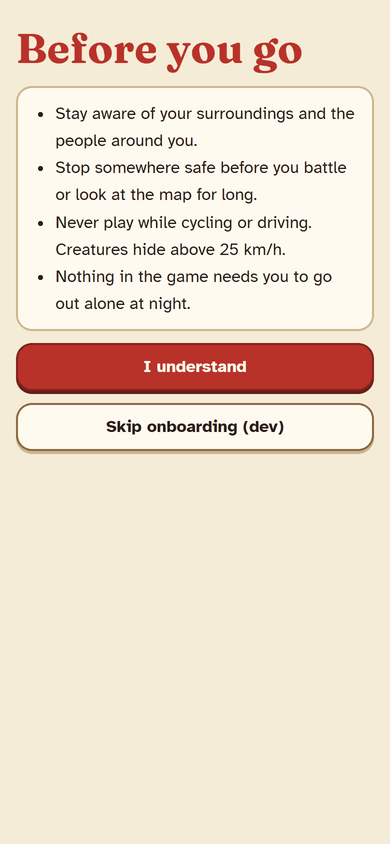 Before you go
• Stay aware of your surroundings and the
people around you.
• Stop somewhere safe before you battle
or look at the map for long.
• Never play while cycling or driving.
Creatures hide above 25 km/h.
• Nothing in the game needs you to go
out alone at night.
I understand
Skip onboarding (dev)